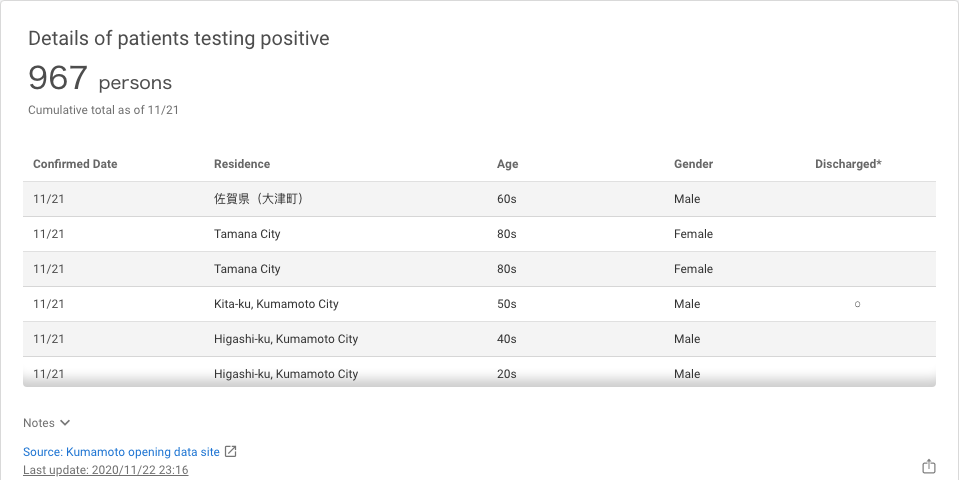 Details of patients testing positive
967 persons
Cumulative total as of 11/21
Confirmed Date Residence Age Gender Discharged*
11/21 佐賀県（大津町） 60s Male
11/21 Tamana City 80s Female
11/21 Tamana City 80s Female
11/21 Kita-ku, Kumamoto City 50s Male ○
11/21 Higashi-ku, Kumamoto City 40s Male
11/21 Higashi-ku, Kumamoto City 20s Male
Notes
Source: Kumamoto opening data site
Last update: 2020/11/22 23:16